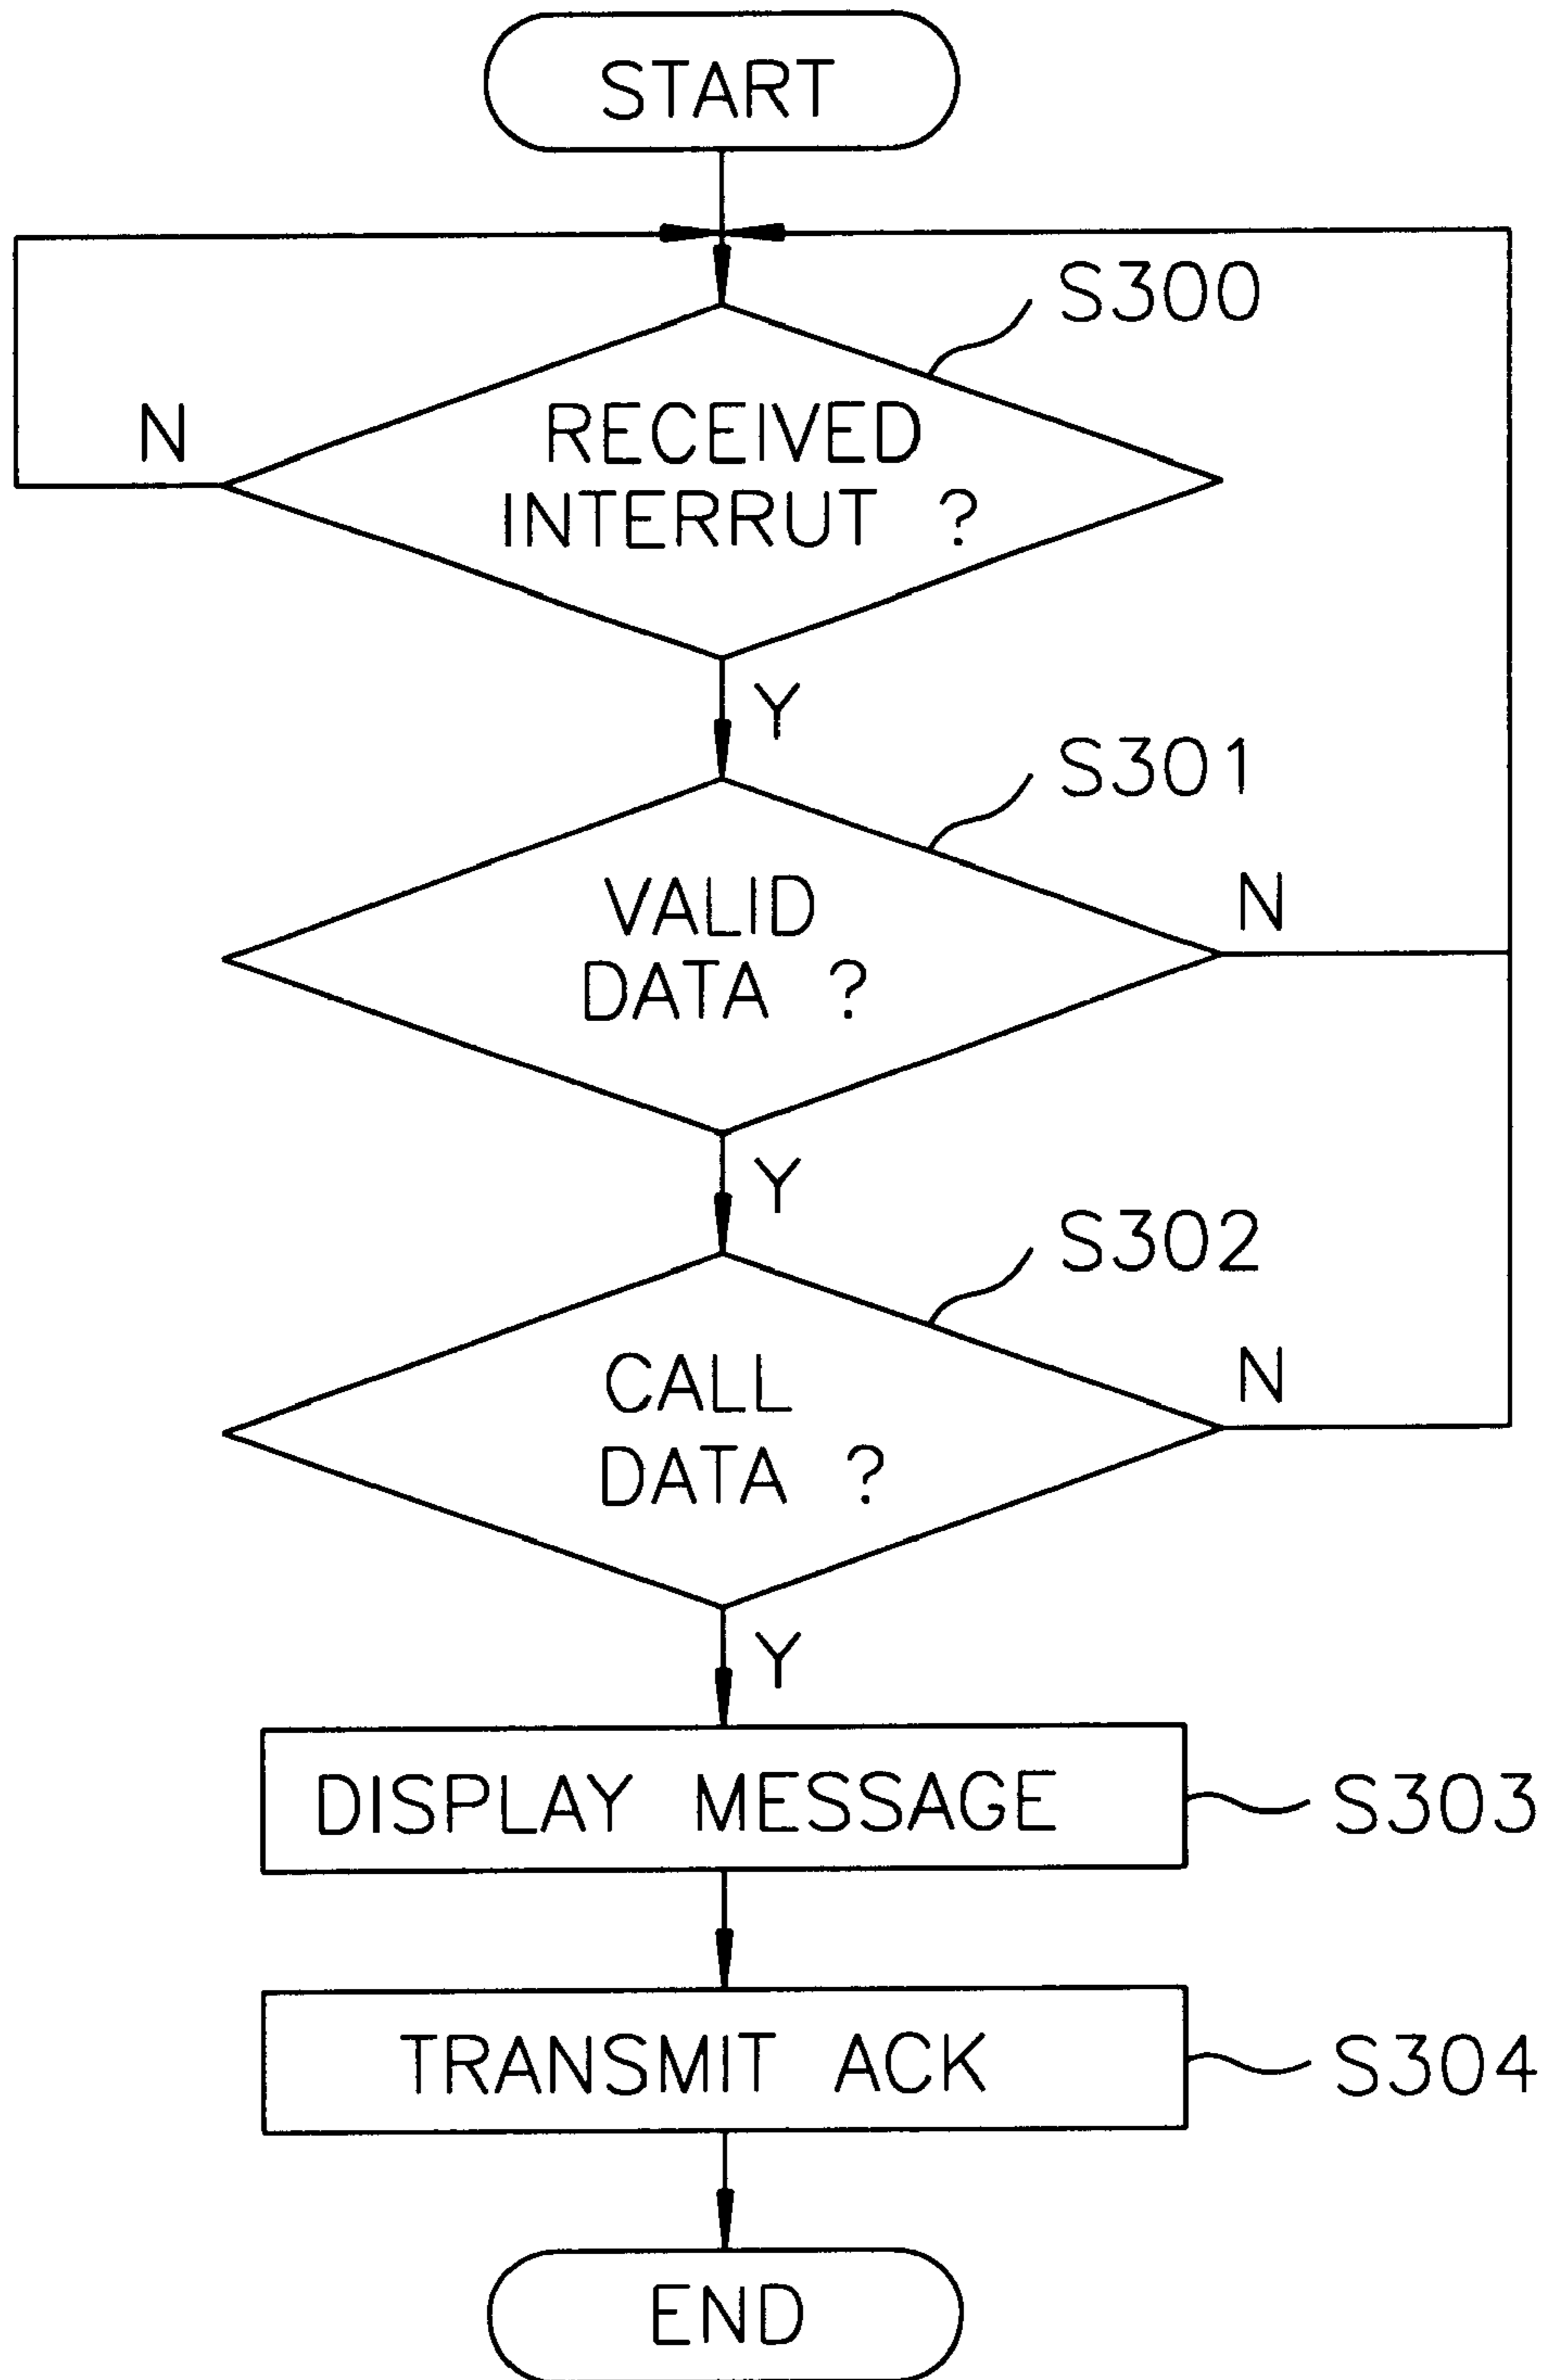 START
S300
RECEIVED
N
INTERRUT ?
Y
S301
VALID
N
DATA ?
Y
S302
CALL
N
DATA ?
Y
DISPLAY MESSAGE
S303
TRANSMIT ACK
S304
END